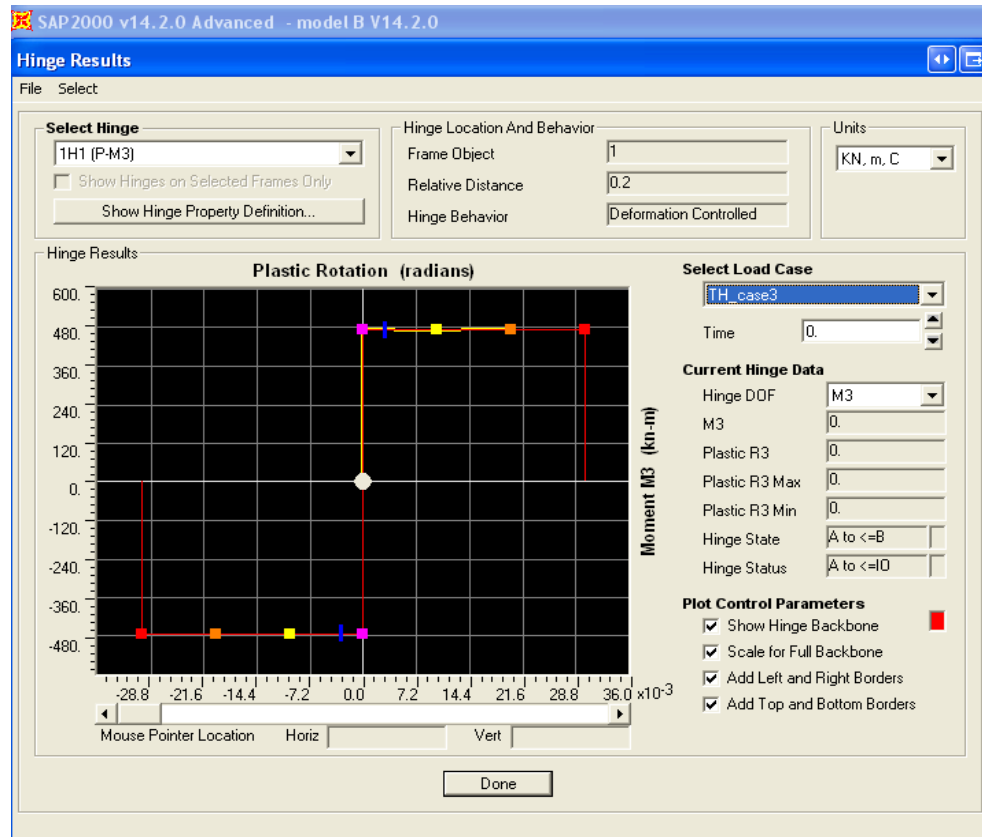 SAP2000 v14.2.0 Advanced - model B V14.2.0
Hinge Results
File Select
Select Hinge
1H1 (P-M3)
Show Hinges on Selected Frames Only
Show Hinge Property Definition...
Hinge Location And Behavior
Frame Object 1
Relative Distance 0.2
Hinge Behavior Deformation Controlled
Units
KN, m, C
Hinge Results
Plastic Rotation (radians)
600.
480.
360.
240.
120.
0.
-120.
-240.
-360.
-480.
-28.8 -21.6 -14.4 -7.2 0.0 7.2 14.4 21.6 28.8 36.0 x10-3
Moment M3 (kn-m)
Mouse Pointer Location Horiz Vert
Select Load Case
TH_case3
Time 0.
Current Hinge Data
Hinge DOF M3
M3 0.
Plastic R3 0.
Plastic R3 Max 0.
Plastic R3 Min 0.
Hinge State A to <=B
Hinge Status A to <=IO
Plot Control Parameters
Show Hinge Backbone
Scale for Full Backbone
Add Left and Right Borders
Add Top and Bottom Borders
Done